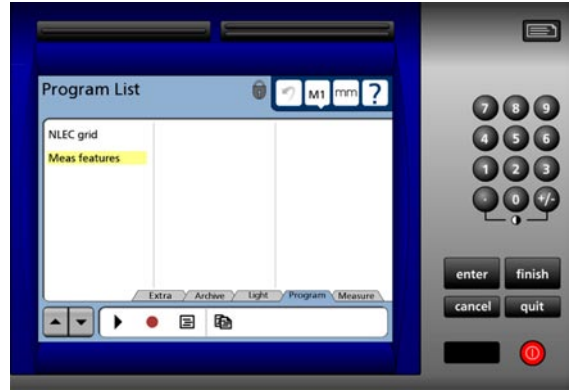 Program List
M1 mm ?
NLEC grid
Meas features
Extra Archive Light Program Measure
7 8 9
4 5 6
1 2 3
. 0 +/-
enter finish
cancel quit